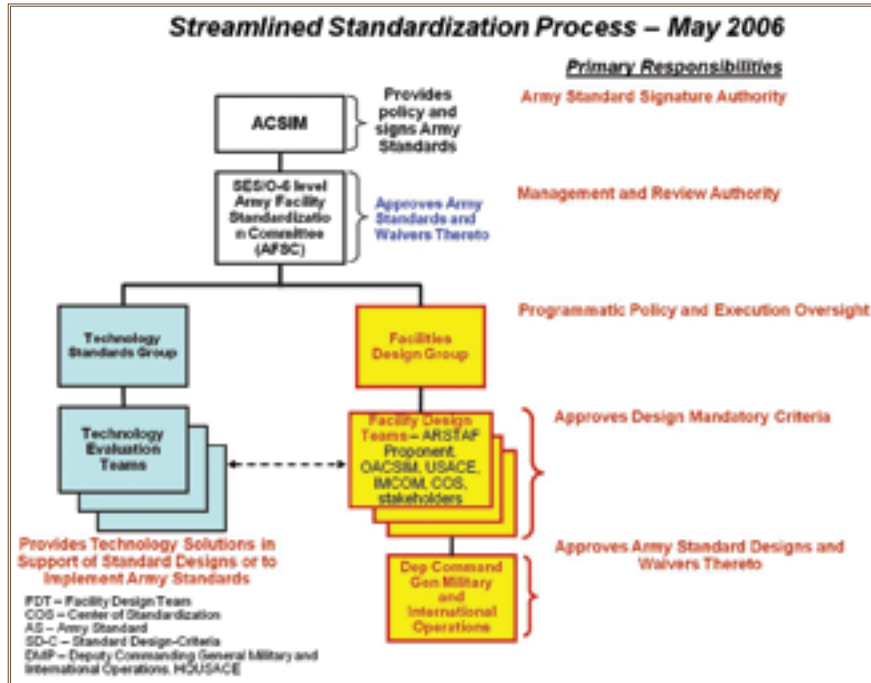 Streamlined Standardization Process – May 2006
Primary Responsibilities
ACSIM
Provides
policy and
signs Army
Standards
Army Standard Signature Authority
SES/O-6 level
Army Facility
Standardizatio
n Committee
(AFSC)
Approves Army
Standards and
Waivers Thereto
Management and Review Authority
Technology
Standards Group
Facilities
Design Group
Programmatic Policy and Execution Oversight
Technology
Evaluation
Teams
Facility Design
Teams – ARSTAF
Proponent,
OACSIM, USACE,
IMCOM, COS,
stakeholders
Approves Design Mandatory Criteria
Provides Technology Solutions in
Support of Standard Designs or to
Implement Army Standards
Dep Command
Gen Military
and
International
Operations
Approves Army Standard Designs and
Waivers Thereto
FDT – Facility Design Team
COS – Center of Standardization
AS – Army Standard
SD-C – Standard Design-Criteria
DMP – Deputy Commanding General Military and
International Operations, HQUSACE